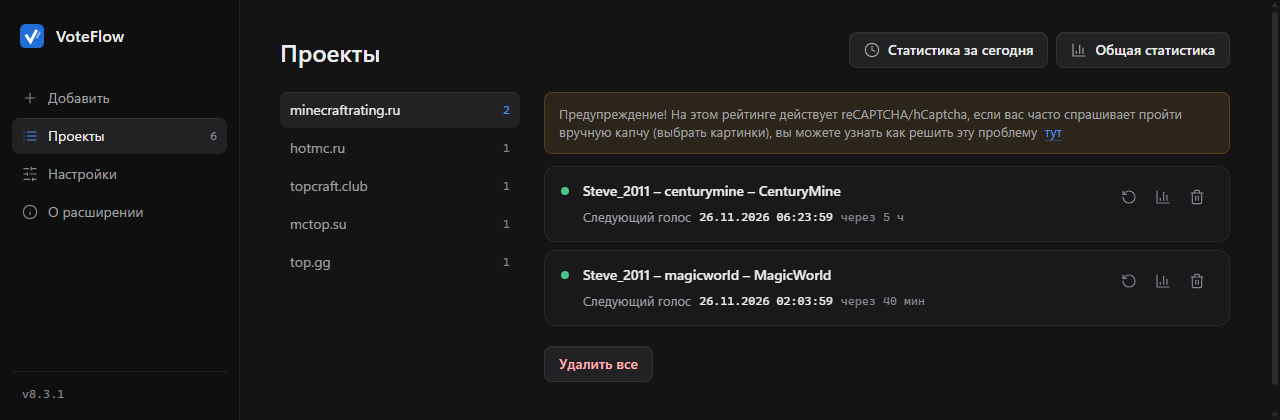 VoteFlow
Добавить
Проекты 6
Настройки
О расширении
v8.3.1
Проекты
Статистика за сегодня
Общая статистика
minecraftrating.ru 2
hotmc.ru 1
topcraft.club 1
mctop.su 1
top.gg 1
Предупреждение! На этом рейтинге действует reCAPTCHA/hCaptcha, если вас часто спрашивает пройти
вручную капчу (выбрать картинки), вы можете узнать как решить эту проблему тут
Steve_2011 – centurymine – CenturyMine
Следующий голос 26.11.2026 06:23:59 через 5 ч
Steve_2011 – magicworld – MagicWorld
Следующий голос 26.11.2026 02:03:59 через 40 мин
Удалить все